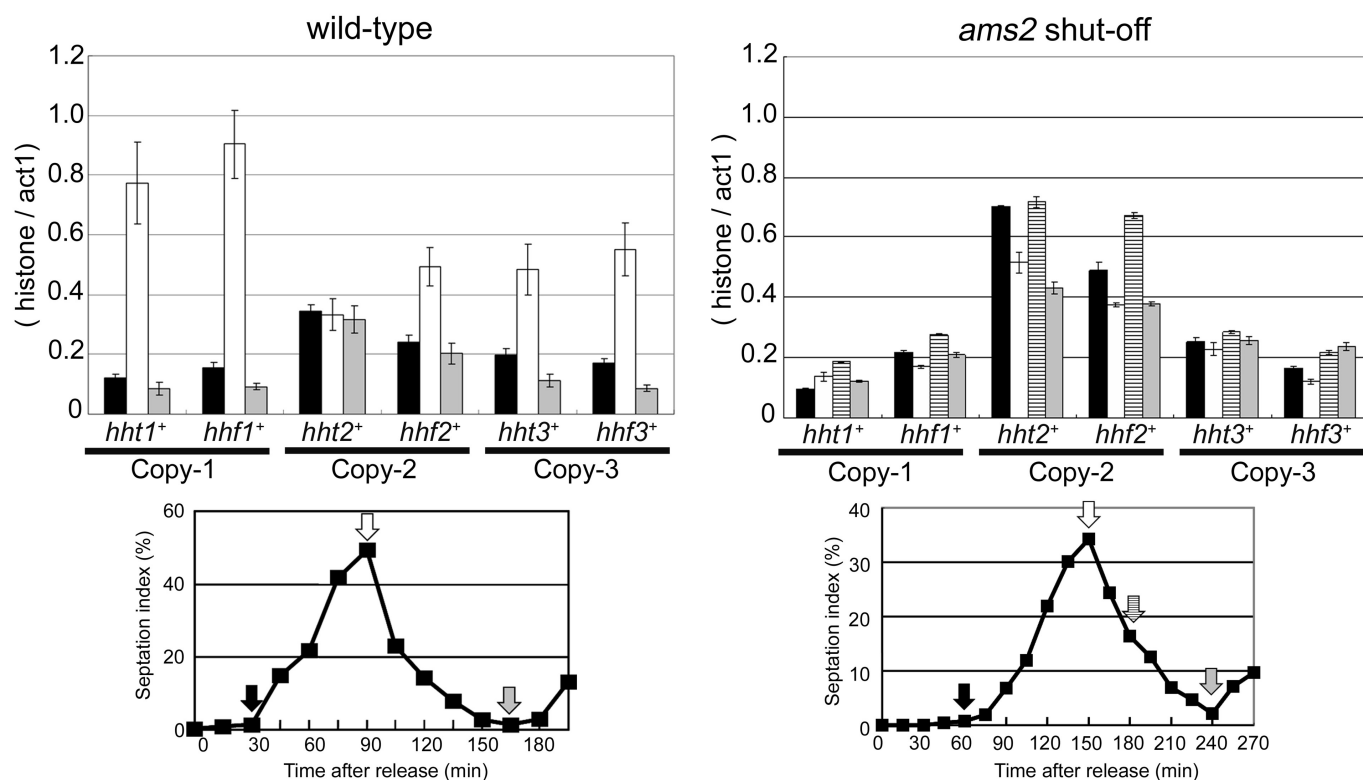 wild-type
( histone / act1)
1.2
1.0
0.8
0.6
0.4
0.2
0
hht1+ hhf1+ hht2+ hhf2+ hht3+ hhf3+
Copy-1 Copy-2 Copy-3
Septation index (%)
60
40
20
0
0 30 60 90 120 150 180
Time after release (min)
ams2 shut-off
( histone / act1)
1.2
1.0
0.8
0.6
0.4
0.2
0
hht1+ hhf1+ hht2+ hhf2+ hht3+ hhf3+
Copy-1 Copy-2 Copy-3
Septation index (%)
40
30
20
10
0
0 30 60 90 120 150 180 210 240 270
Time after release (min)